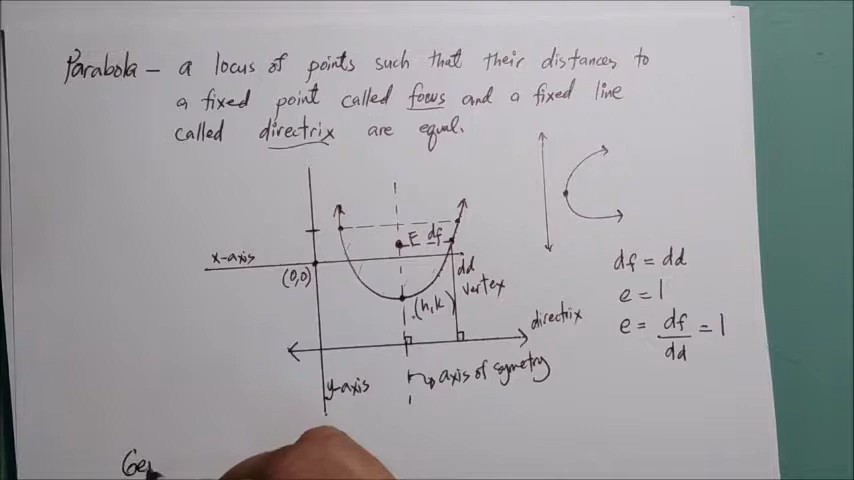 Parabola - a locus of points such that their distances to
a fixed point called focus and a fixed line
called directrix are equal.
x-axis
(0,0)
F
df
dd
vertex
(h,k)
directrix
y-axis
axis of symetry
df = dd
e = 1
e = df/dd = 1
Gen